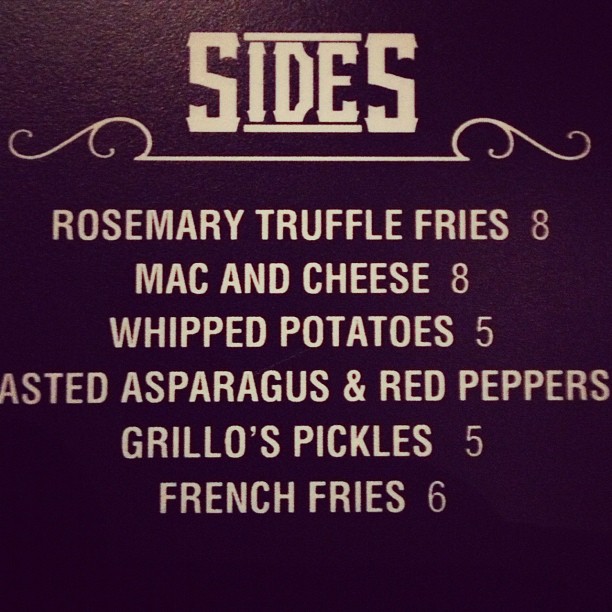 SIDES
ROSEMARY TRUFFLE FRIES 8
MAC AND CHEESE 8
WHIPPED POTATOES 5
ASTED ASPARAGUS & RED PEPPERS
GRILLO'S PICKLES 5
FRENCH FRIES 6